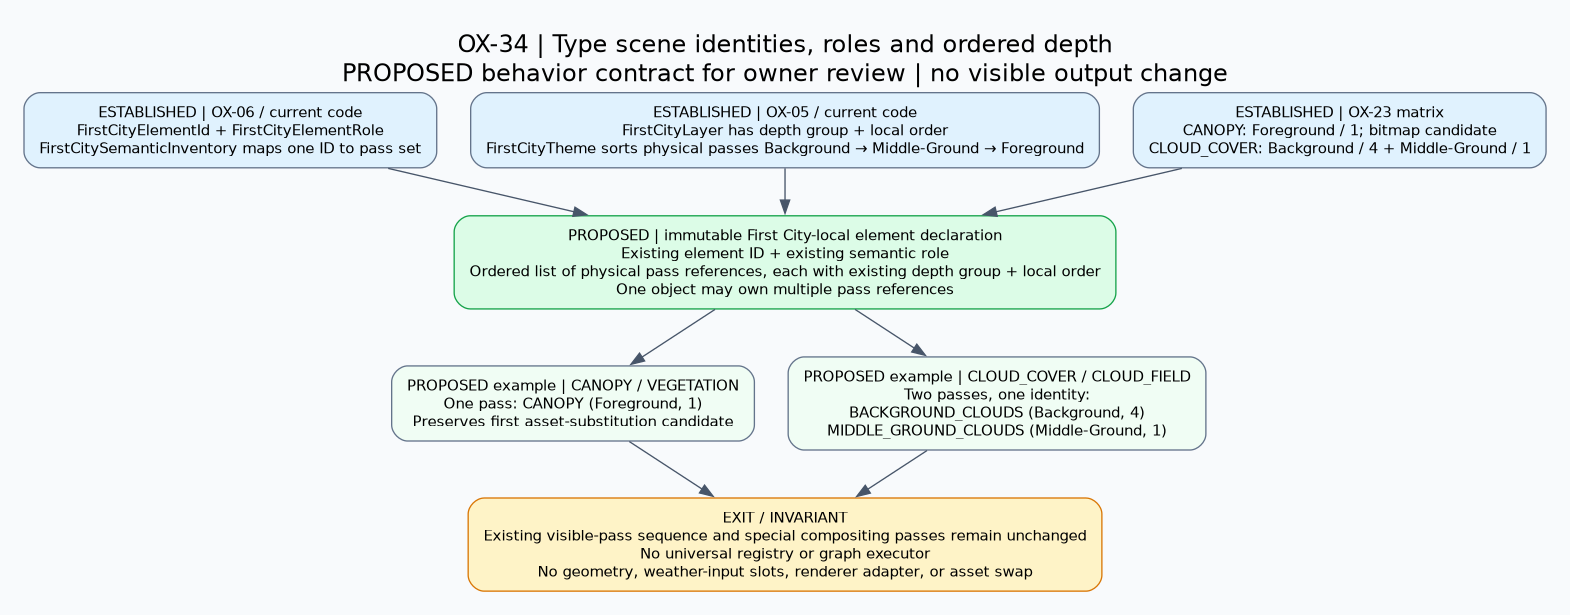 OX-34 | Type scene identities, roles and ordered depth
PROPOSED behavior contract for owner review | no visible output change
ESTABLISHED | OX-06 / current code
FirstCityElementId + FirstCityElementRole
FirstCitySemanticInventory maps one ID to pass set
ESTABLISHED | OX-05 / current code
FirstCityLayer has depth group + local order
FirstCityTheme sorts physical passes Background → Middle-Ground → Foreground
ESTABLISHED | OX-23 matrix
CANOPY: Foreground / 1; bitmap candidate
CLOUD_COVER: Background / 4 + Middle-Ground / 1
PROPOSED | immutable First City-local element declaration
Existing element ID + existing semantic role
Ordered list of physical pass references, each with existing depth group + local order
One object may own multiple pass references
PROPOSED example | CANOPY / VEGETATION
One pass: CANOPY (Foreground, 1)
Preserves first asset-substitution candidate
PROPOSED example | CLOUD_COVER / CLOUD_FIELD
Two passes, one identity:
BACKGROUND_CLOUDS (Background, 4)
MIDDLE_GROUND_CLOUDS (Middle-Ground, 1)
EXIT / INVARIANT
Existing visible-pass sequence and special compositing passes remain unchanged
No universal registry or graph executor
No geometry, weather-input slots, renderer adapter, or asset swap